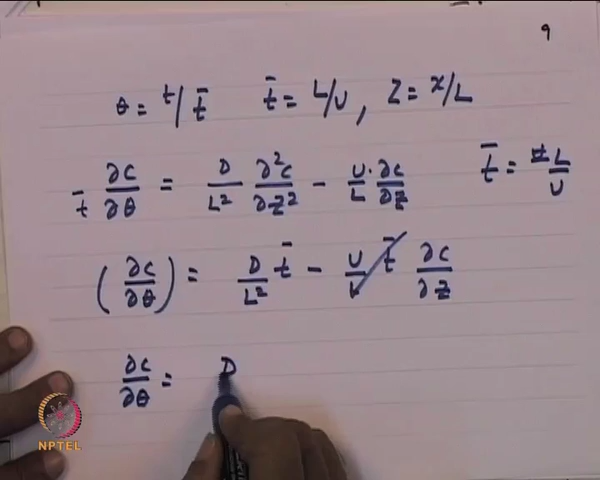 9
θ = t/t̄ t̄ = L/U, Z = x/L
t̄ ∂C/∂θ = D/L² ∂²C/∂Z² - U/L · ∂C/∂Z t̄ = L/U
(∂C/∂θ) = D/L² t̄ - U/L t̄ ∂C/∂Z
∂C/∂θ = D
NPTEL